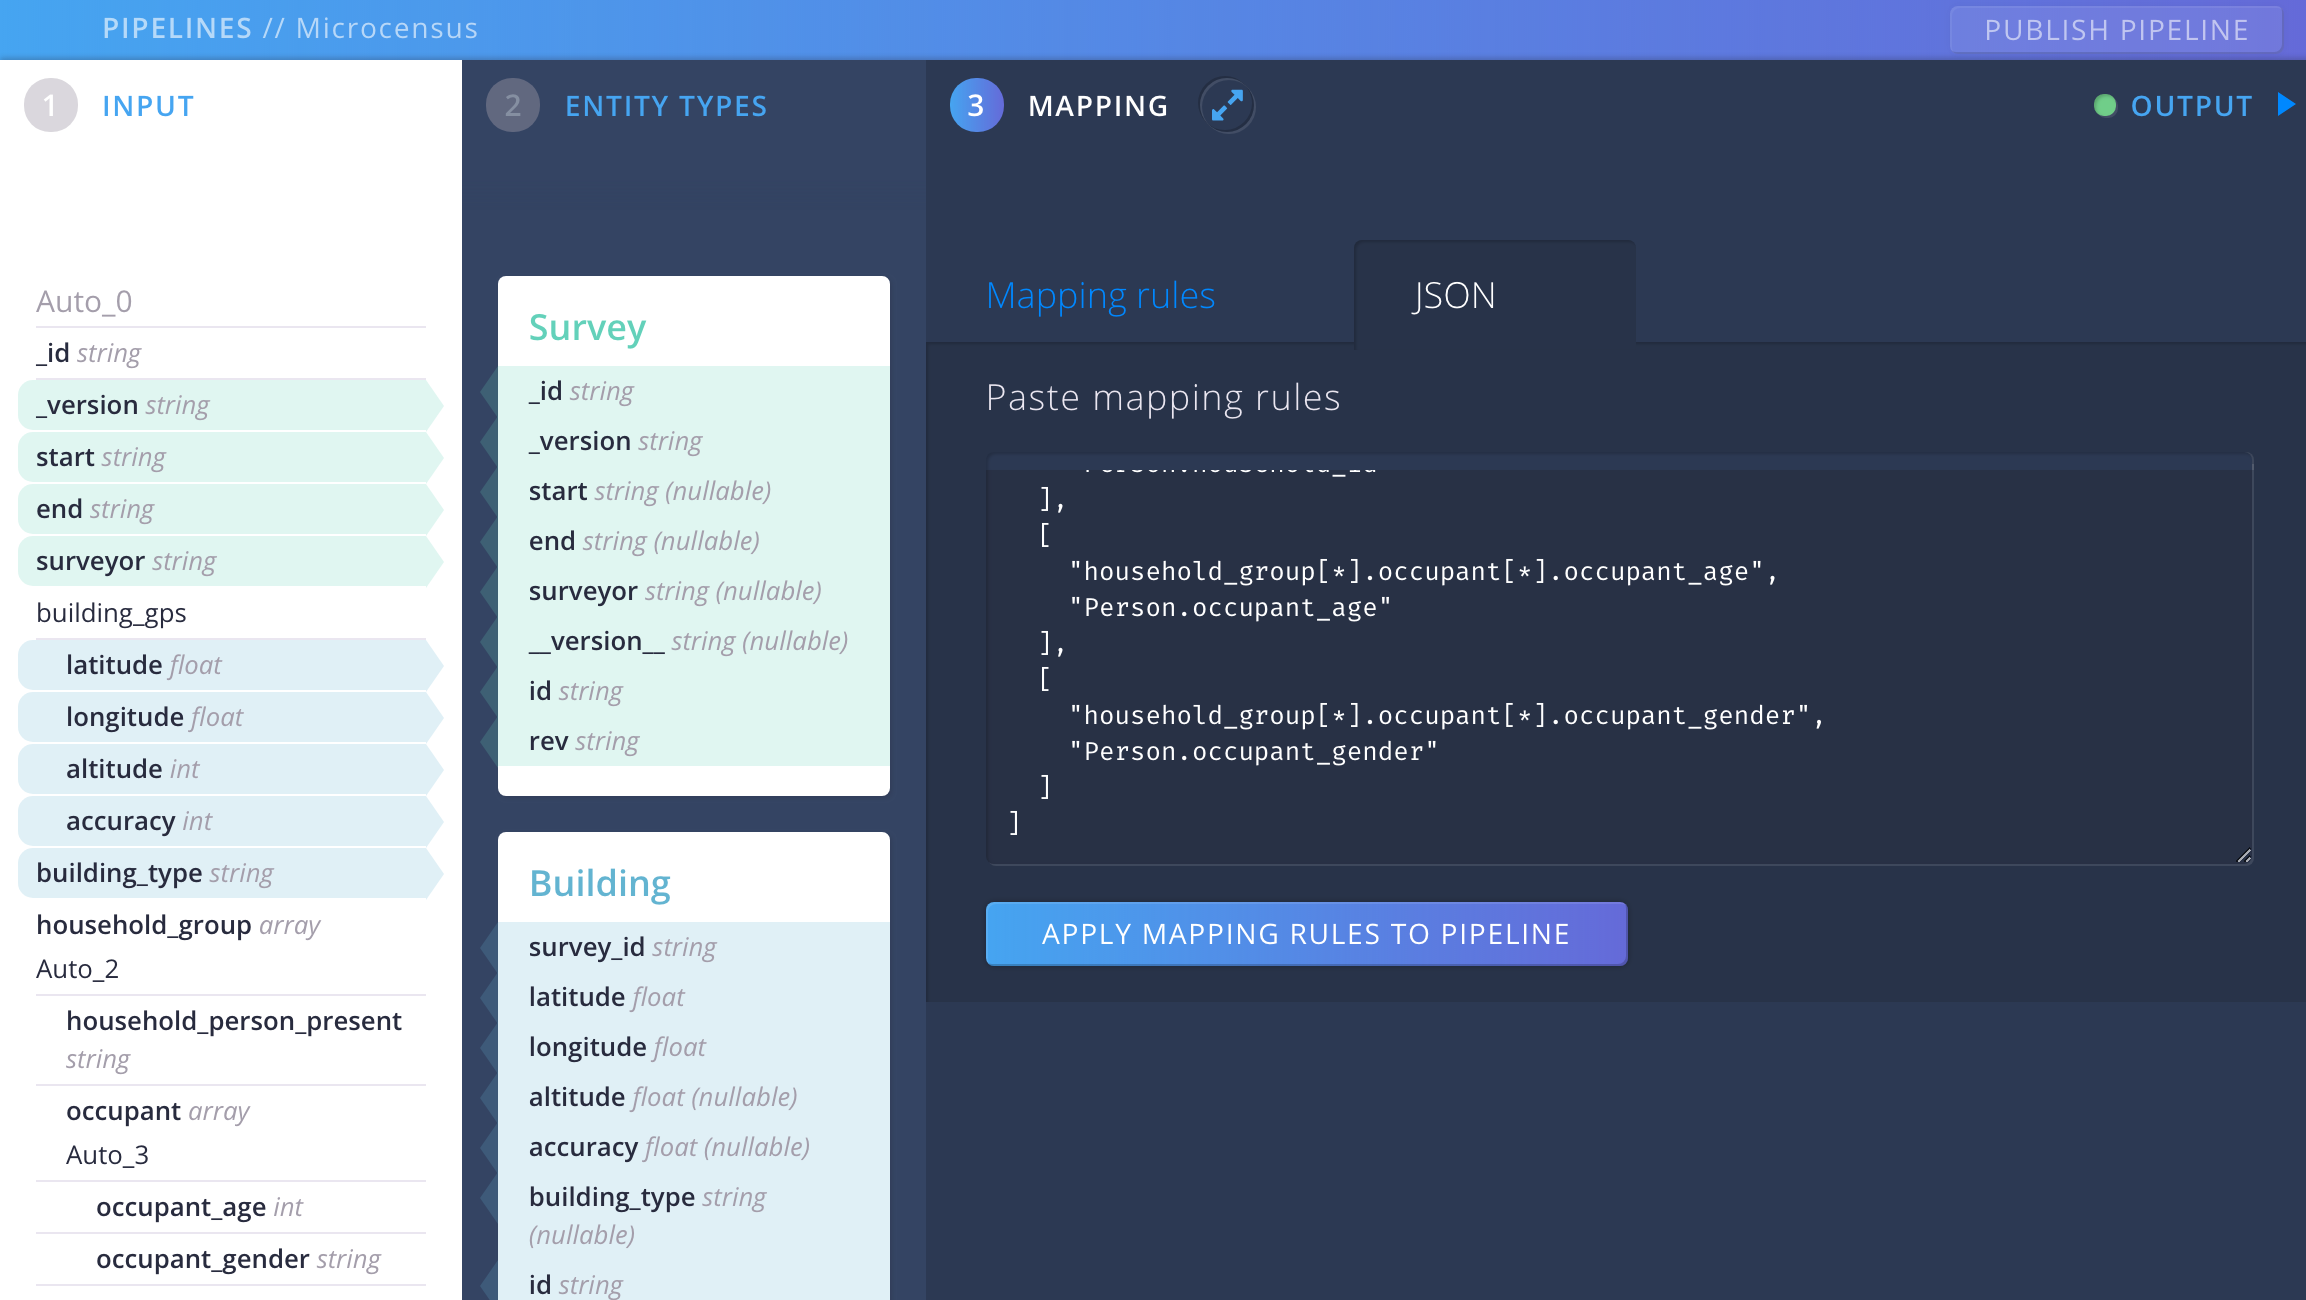 PIPELINES // Microcensus
PUBLISH PIPELINE
1 INPUT
Auto_0
_id string
_version string
start string
end string
surveyor string
building_gps
latitude float
longitude float
altitude int
accuracy int
building_type string
household_group array
Auto_2
household_person_present
string
occupant array
Auto_3
occupant_age int
occupant_gender string
2 ENTITY TYPES
Survey
_id string
_version string
start string (nullable)
end string (nullable)
surveyor string (nullable)
__version__ string (nullable)
id string
rev string
Building
survey_id string
latitude float
longitude float
altitude float (nullable)
accuracy float (nullable)
building_type string
(nullable)
id string
3 MAPPING
OUTPUT
Mapping rules
JSON
Paste mapping rules
],
[
"household_group[*].occupant[*].occupant_age",
"Person.occupant_age"
],
[
"household_group[*].occupant[*].occupant_gender",
"Person.occupant_gender"
]
]
APPLY MAPPING RULES TO PIPELINE